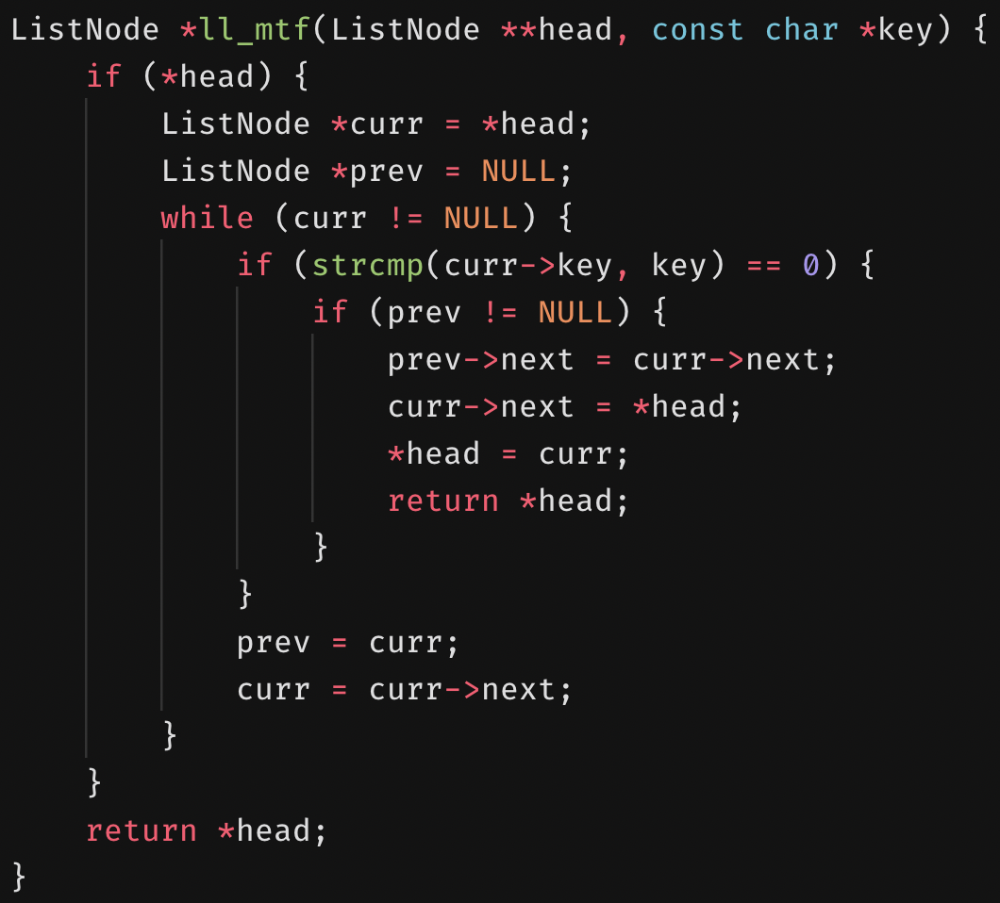 ListNode *ll_mtf(ListNode **head, const char *key) {
    if (*head) {
        ListNode *curr = *head;
        ListNode *prev = NULL;
        while (curr != NULL) {
            if (strcmp(curr->key, key) == 0) {
                if (prev != NULL) {
                    prev->next = curr->next;
                    curr->next = *head;
                    *head = curr;
                    return *head;
                }
            }
            prev = curr;
            curr = curr->next;
        }
    }
    return *head;
}